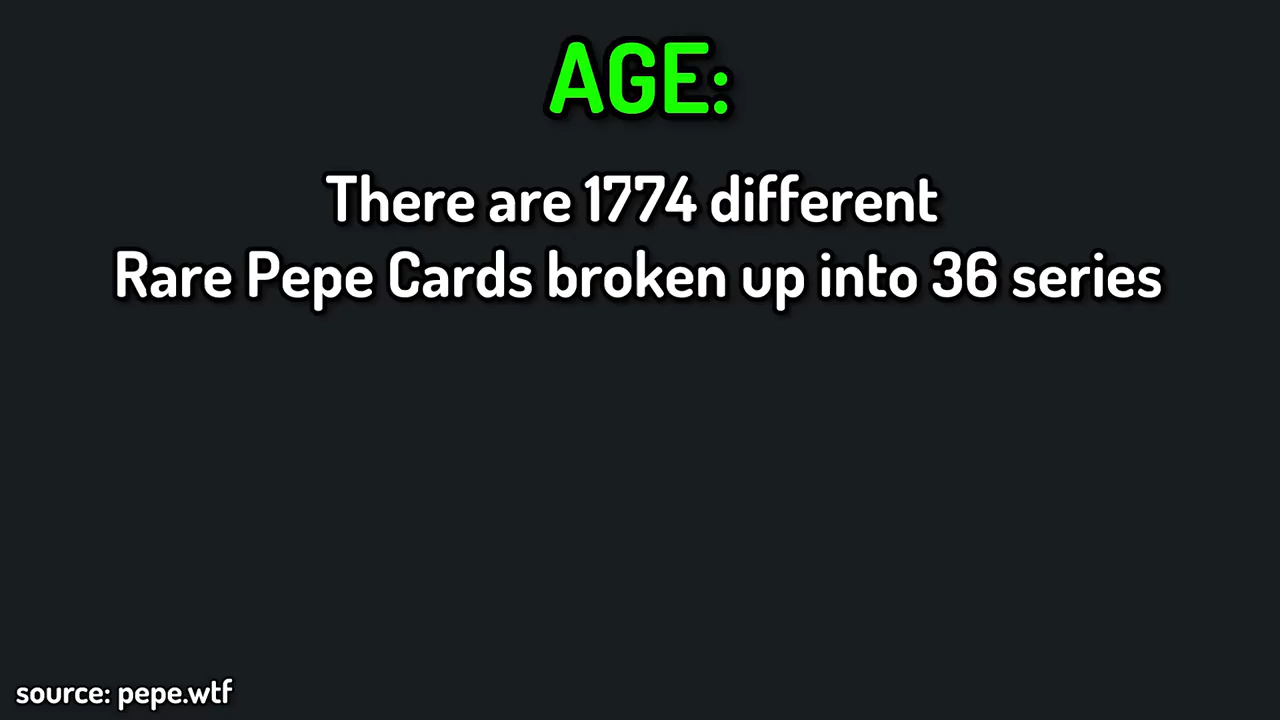 AGE:
There are 1774 different
Rare Pepe Cards broken up into 36 series
source: pepe.wtf